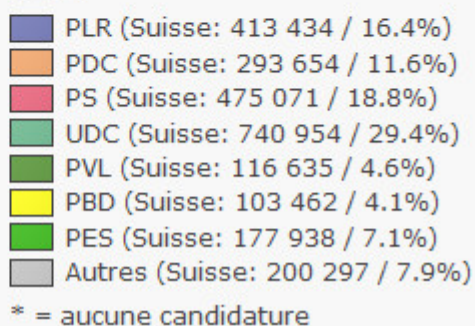 PLR (Suisse: 413 434 / 16.4%)
PDC (Suisse: 293 654 / 11.6%)
PS (Suisse: 475 071 / 18.8%)
UDC (Suisse: 740 954 / 29.4%)
PVL (Suisse: 116 635 / 4.6%)
PBD (Suisse: 103 462 / 4.1%)
PES (Suisse: 177 938 / 7.1%)
Autres (Suisse: 200 297 / 7.9%)
* = aucune candidature